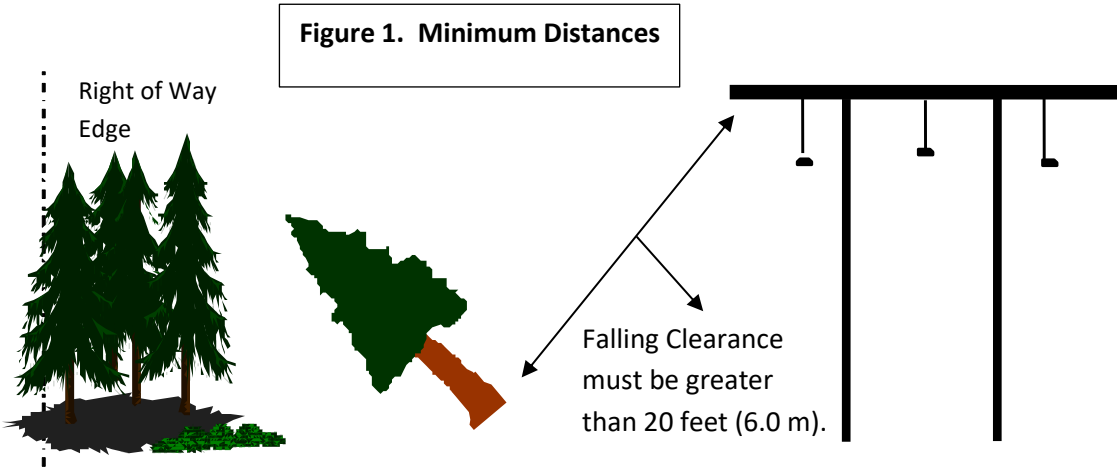 Figure 1. Minimum Distances
Right of Way
Edge
Falling Clearance
must be greater
than 20 feet (6.0 m).